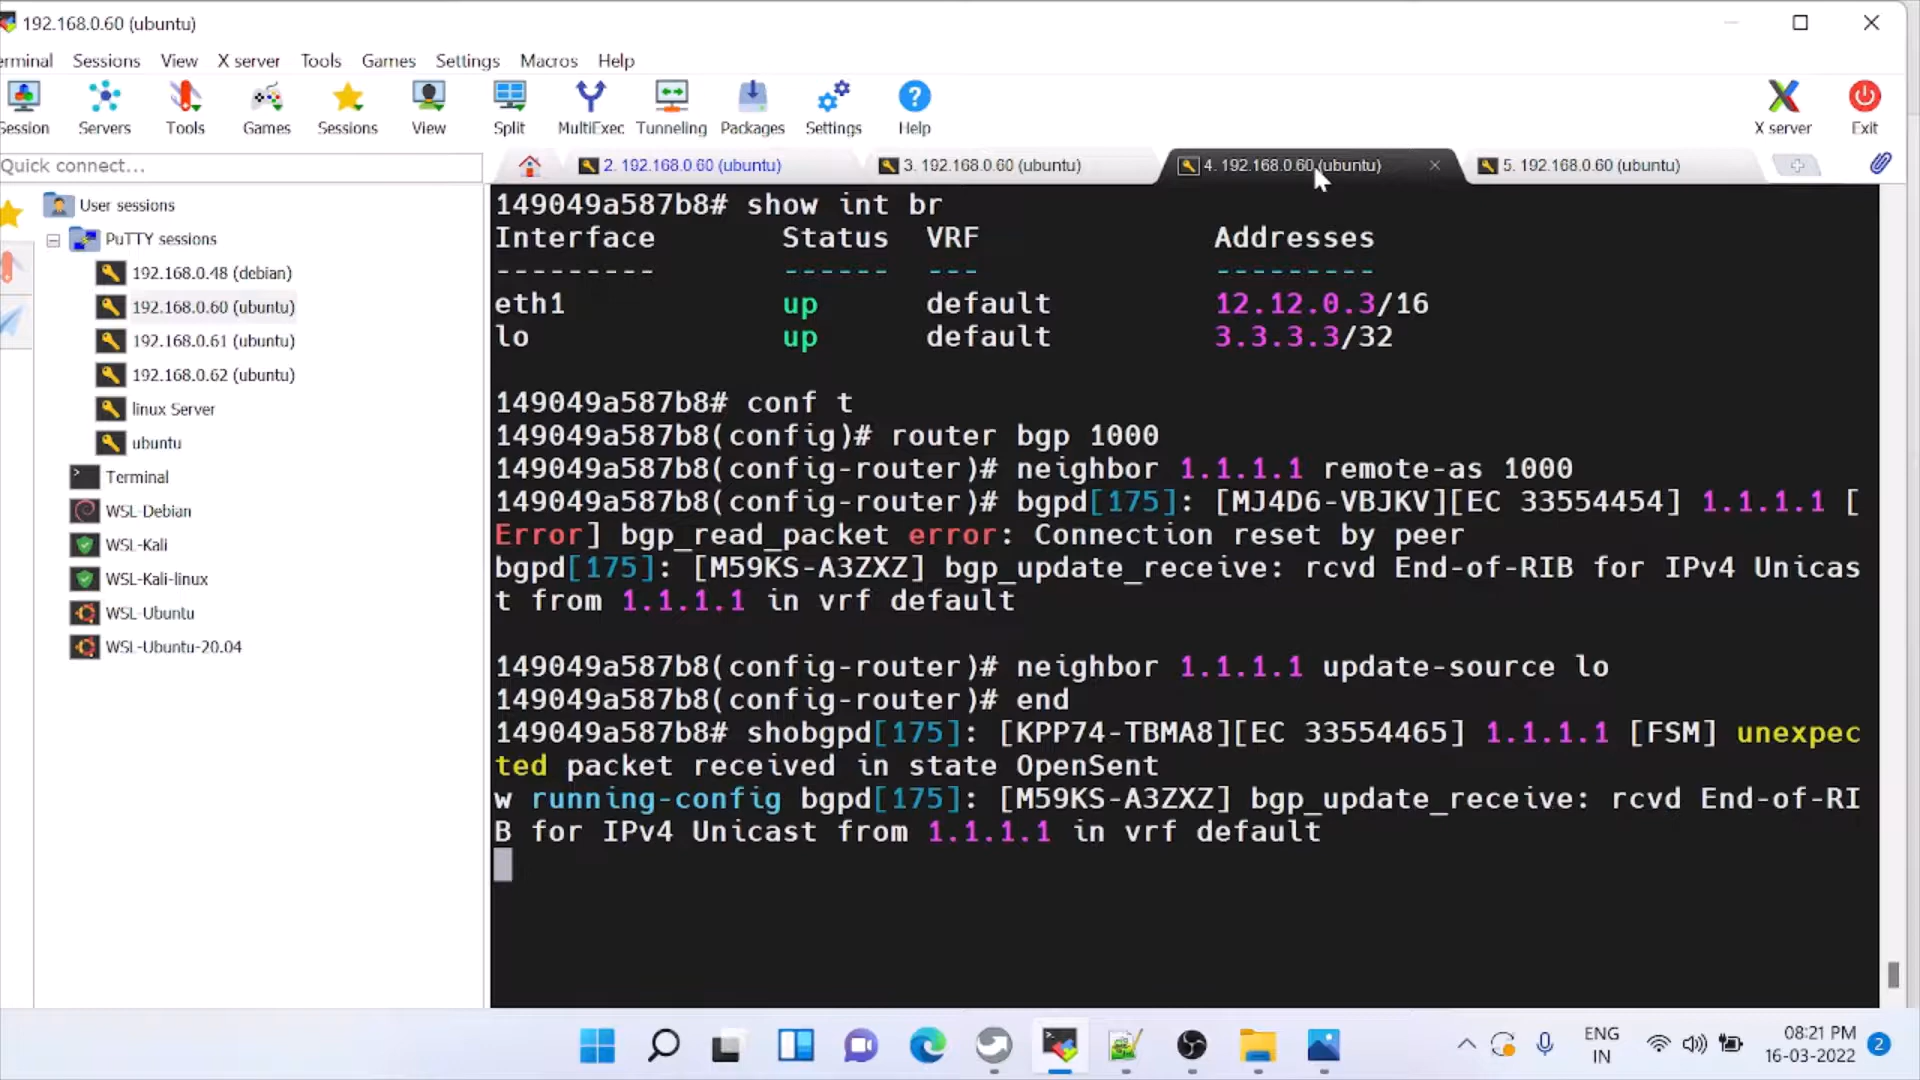 192.168.0.60 (ubuntu)
erminal Sessions View X server Tools Games Settings Macros Help
Session Servers Tools Games Sessions View Split MultiExec Tunneling Packages Settings Help X server Exit
Quick connect...
2. 192.168.0.60 (ubuntu)
3. 192.168.0.60 (ubuntu)
4. 192.168.0.60 (ubuntu)
5. 192.168.0.60 (ubuntu)
User sessions
PuTTY sessions
192.168.0.48 (debian)
192.168.0.60 (ubuntu)
192.168.0.61 (ubuntu)
192.168.0.62 (ubuntu)
linux Server
ubuntu
Terminal
WSL-Debian
WSL-Kali
WSL-Kali-linux
WSL-Ubuntu
WSL-Ubuntu-20.04
149049a587b8# show int br
Interface Status VRF Addresses
--------- ------ --- ---------
eth1 up default 12.12.0.3/16
lo up default 3.3.3.3/32
149049a587b8# conf t
149049a587b8(config)# router bgp 1000
149049a587b8(config-router)# neighbor 1.1.1.1 remote-as 1000
149049a587b8(config-router)# bgpd[175]: [MJ4D6-VBJKV][EC 33554454] 1.1.1.1 [
Error] bgp_read_packet error: Connection reset by peer
bgpd[175]: [M59KS-A3ZXZ] bgp_update_receive: rcvd End-of-RIB for IPv4 Unicas
t from 1.1.1.1 in vrf default
149049a587b8(config-router)# neighbor 1.1.1.1 update-source lo
149049a587b8(config-router)# end
149049a587b8# shobgpd[175]: [KPP74-TBMA8][EC 33554465] 1.1.1.1 [FSM] unexpec
ted packet received in state OpenSent
w running-config bgpd[175]: [M59KS-A3ZXZ] bgp_update_receive: rcvd End-of-RI
B for IPv4 Unicast from 1.1.1.1 in vrf default
ENG
IN
08:21 PM
16-03-2022
2